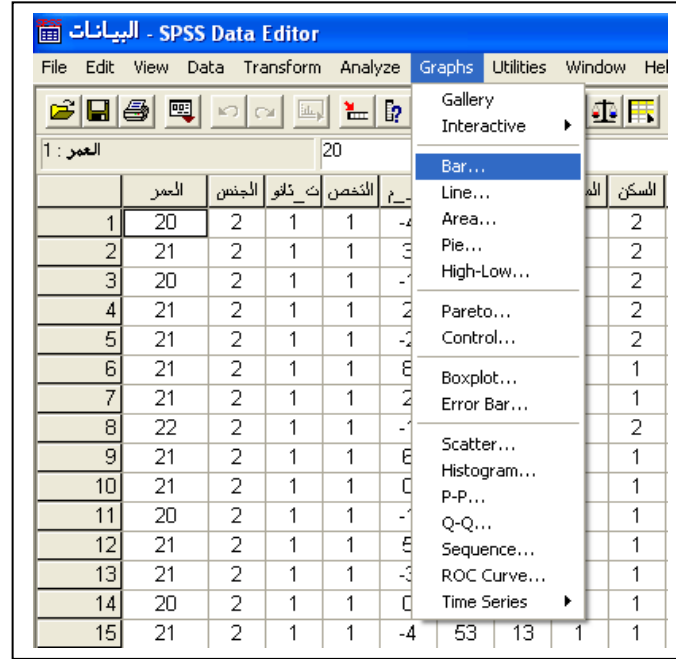 البيانات - SPSS Data Editor
File Edit View Data Transform Analyze Graphs Utilities Window Hel
1 : العمر 20
العمر الجنس ث_ثانو التخصص السكن
1 20 2 1 1 2
2 21 2 1 1 2
3 20 2 1 1 2
4 21 2 1 1 2
5 21 2 1 1 2
6 21 2 1 1 1
7 21 2 1 1 1
8 22 2 1 1 2
9 21 2 1 1 1
10 21 2 1 1 1
11 20 2 1 1 1
12 21 2 1 1 1
13 21 2 1 1 1
14 20 2 1 1 1
15 21 2 1 1 -4 53 13 1 1
Gallery
Interactive
Bar...
Line...
Area...
Pie...
High-Low...
Pareto...
Control...
Boxplot...
Error Bar...
Scatter...
Histogram...
P-P...
Q-Q...
Sequence...
ROC Curve...
Time Series